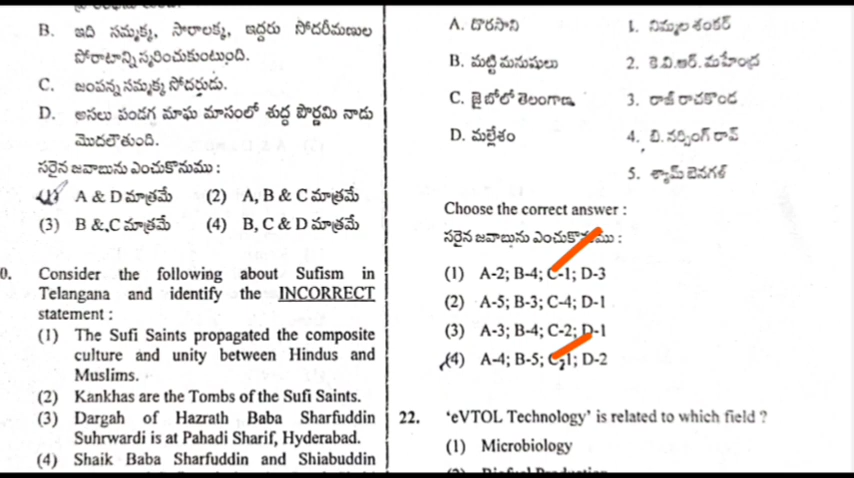 B. ఇది సమ్మక్క, సారాలక్క, ఇద్దరు సోదరీమణుల
పోరాటాన్ని స్మరించుకుంటుంది.
C. జంపన్న సమ్మక్క సోదరుడు.
D. అసలు పండగ మాఘ మాసంలో శుద్ధ పౌర్ణమి నాడు
మొదలౌతుంది.
సరైన జవాబును ఎంచుకొనుము :
(1) A & D మాత్రమే (2) A, B & C మాత్రమే
(3) B & C మాత్రమే (4) B, C & D మాత్రమే
0. Consider the following about Sufism in
Telangana and identify the INCORRECT
statement :
(1) The Sufi Saints propagated the composite
culture and unity between Hindus and
Muslims.
(2) Kankhas are the Tombs of the Sufi Saints.
(3) Dargah of Hazrath Baba Sharfuddin
Suhrwardi is at Pahadi Sharif, Hyderabad.
(4) Shaik Baba Sharfuddin and Shiabuddin
A. దొరసాని 1. నిమ్మల శంకర్
B. మట్టి మనుషులు 2. కె.వి.ఆర్. మహేంద్ర
C. జై బోలో తెలంగాణ 3. రాజ్ రాచకొండ
D. మల్లేశం 4. బి. నర్సింగ్ రావ్
5. శ్యామ్ బెనగళ్
Choose the correct answer :
సరైన జవాబును ఎంచుకొనుము :
(1) A-2; B-4; C-1; D-3
(2) A-5; B-3; C-4; D-1
(3) A-3; B-4; C-2; D-1
(4) A-4; B-5; C-1; D-2
22. ‘eVTOL Technology’ is related to which field ?
(1) Microbiology